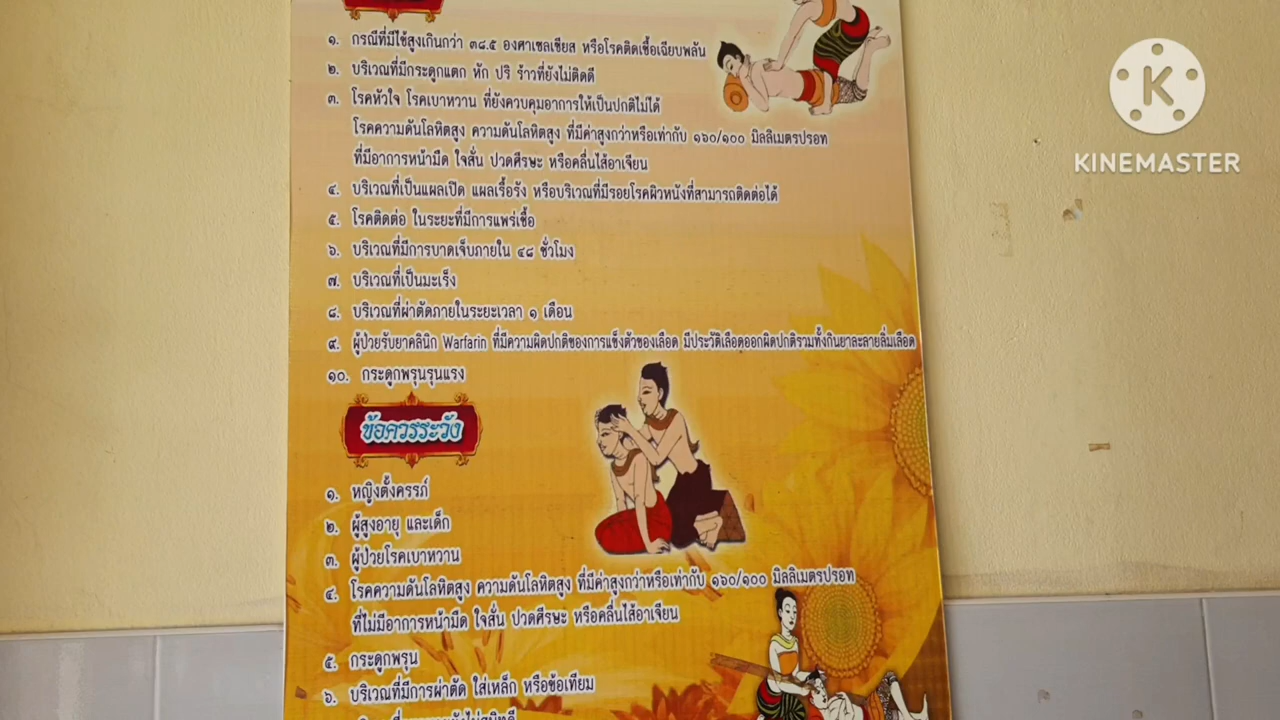 ๑. กรณีที่มีไข้สูงเกินกว่า ๓๘.๕ องศาเซลเซียส หรือโรคติดเชื้อเฉียบพลัน
๒. บริเวณที่มีกระดูกแตก หัก ปริ ร้าวที่ยังไม่ติดดี
๓. โรคหัวใจ โรคเบาหวาน ที่ยังควบคุมอาการให้เป็นปกติไม่ได้
โรคความดันโลหิตสูง ความดันโลหิตสูง ที่มีค่าสูงกว่าหรือเท่ากับ ๑๖๐/๑๐๐ มิลลิเมตรปรอท
ที่มีอาการหน้ามืด ใจสั่น ปวดศีรษะ หรือคลื่นไส้อาเจียน
๔. บริเวณที่เป็นแผลเปิด แผลเรื้อรัง หรือบริเวณที่มีรอยโรคผิวหนังที่สามารถติดต่อได้
๕. โรคติดต่อ ในระยะที่มีการแพร่เชื้อ
๖. บริเวณที่มีการบาดเจ็บภายใน ๔๘ ชั่วโมง
๗. บริเวณที่เป็นมะเร็ง
๘. บริเวณที่ผ่าตัดภายในระยะเวลา ๑ เดือน
๙. ผู้ป่วยรับยาคลินิก Warfarin ที่มีความผิดปกติของการแข็งตัวของเลือด มีประวัติเลือดออกผิดปกติรวมทั้งกินยาละลายลิ่มเลือด
๑๐. กระดูกพรุนรุนแรง
ข้อควรระวัง
๑. หญิงตั้งครรภ์
๒. ผู้สูงอายุ และเด็ก
๓. ผู้ป่วยโรคเบาหวาน
๔. โรคความดันโลหิตสูง ความดันโลหิตสูง ที่มีค่าสูงกว่าหรือเท่ากับ ๑๖๐/๑๐๐ มิลลิเมตรปรอท
ที่ไม่มีอาการหน้ามืด ใจสั่น ปวดศีรษะ หรือคลื่นไส้อาเจียน
๕. กระดูกพรุน
๖. บริเวณที่มีการผ่าตัด ใส่เหล็ก หรือข้อเทียม
K
KINEMASTER